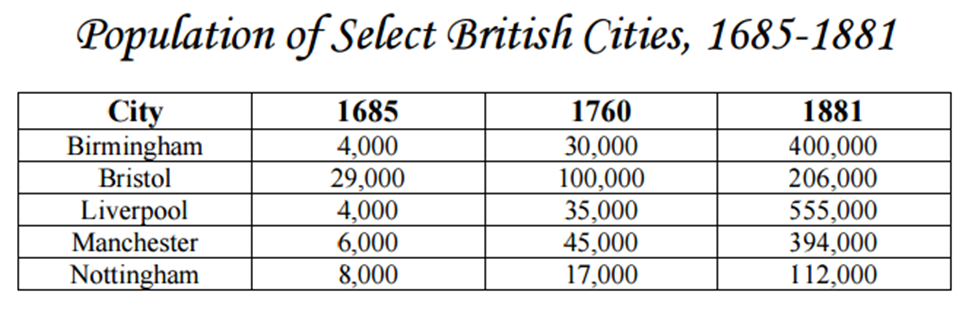 Population of Select British Cities, 1685-1881
City 1685 1760 1881
Birmingham 4,000 30,000 400,000
Bristol 29,000 100,000 206,000
Liverpool 4,000 35,000 555,000
Manchester 6,000 45,000 394,000
Nottingham 8,000 17,000 112,000